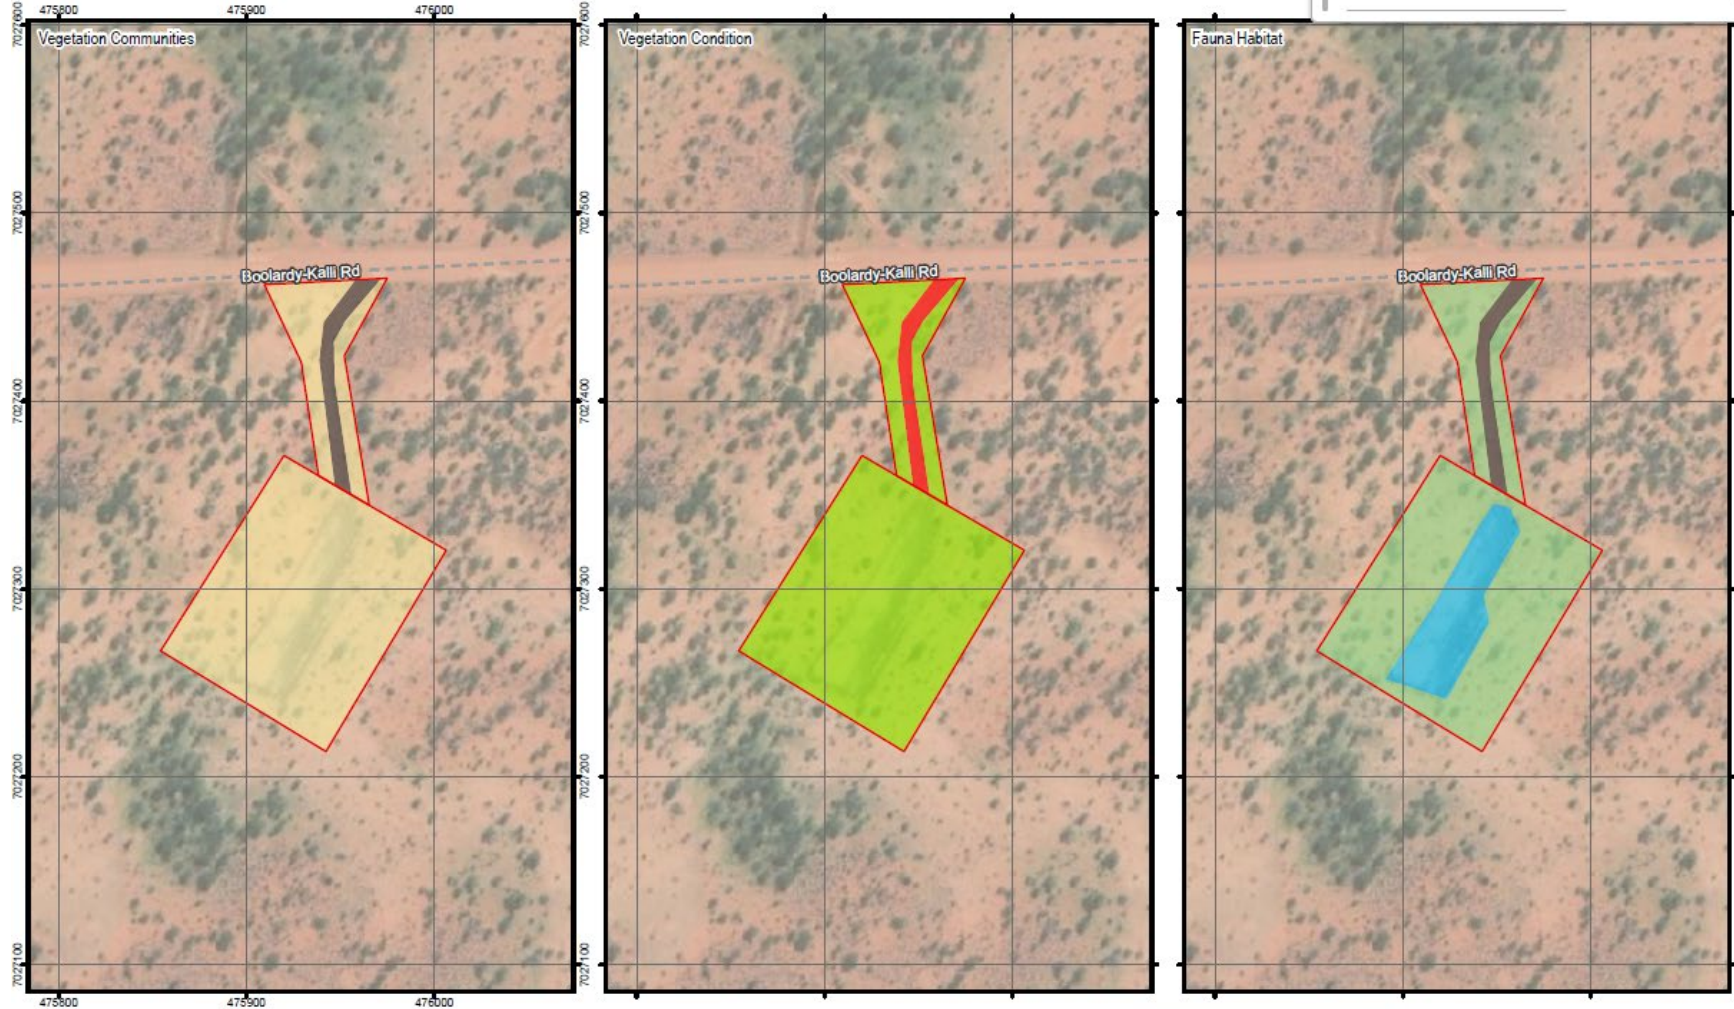 475800 475900 476000
Vegetation Communities
Vegetation Condition
Fauna Habitat
7027600
7027500
7027400
7027300
7027200
7027100
7027600
7027500
7027400
7027300
7027200
7027100
Boolardy-Kalli Rd
Boolardy-Kalli Rd
Boolardy-Kalli Rd
475800 475900 476000